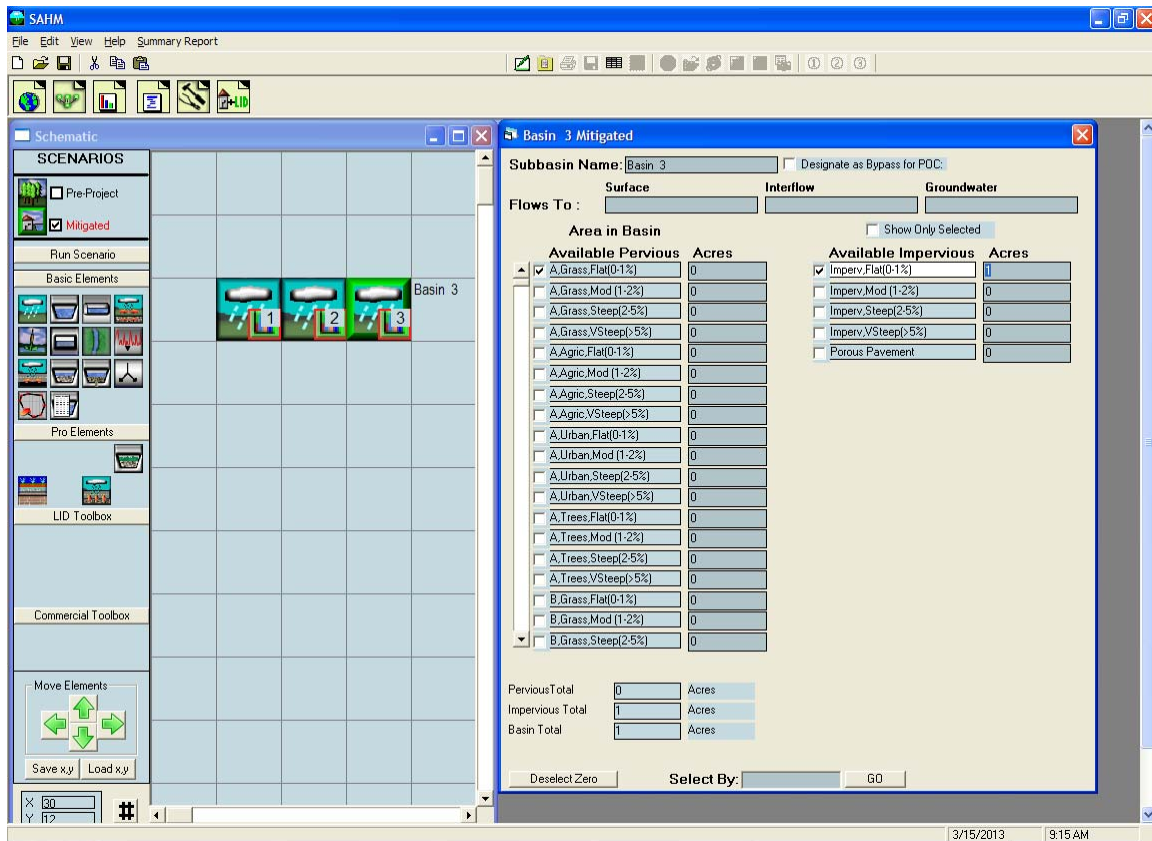 SAHM
File Edit View Help Summary Report
Schematic
SCENARIOS
Pre-Project
Mitigated
Run Scenario
Basic Elements
Pro Elements
LID Toolbox
Commercial Toolbox
Move Elements
Save x,y Load x,y
X 30
Y 12
#
1 2 3 Basin 3
+LID
Basin 3 Mitigated
Subbasin Name: Basin 3 Designate as Bypass for POC:
Surface Interflow Groundwater
Flows To :
Area in Basin Show Only Selected
Available Pervious Acres Available Impervious Acres
A,Grass,Flat(0-1%) 0 Imperv,Flat(0-1%) 1
A,Grass,Mod (1-2%) 0 Imperv,Mod (1-2%) 0
A,Grass,Steep(2-5%) 0 Imperv,Steep(2-5%) 0
A,Grass,VSteep(>5%) 0 Imperv,VSteep(>5%) 0
A,Agric,Flat(0-1%) 0 Porous Pavement 0
A,Agric,Mod (1-2%) 0
A,Agric,Steep(2-5%) 0
A,Agric,VSteep(>5%) 0
A,Urban,Flat(0-1%) 0
A,Urban,Mod (1-2%) 0
A,Urban,Steep(2-5%) 0
A,Urban,VSteep(>5%) 0
A,Trees,Flat(0-1%) 0
A,Trees,Mod (1-2%) 0
A,Trees,Steep(2-5%) 0
A,Trees,VSteep(>5%) 0
B,Grass,Flat(0-1%) 0
B,Grass,Mod (1-2%) 0
B,Grass,Steep(2-5%) 0
PerviousTotal 0 Acres
Impervious Total 1 Acres
Basin Total 1 Acres
Deselect Zero Select By: GO
3/15/2013 9:15 AM